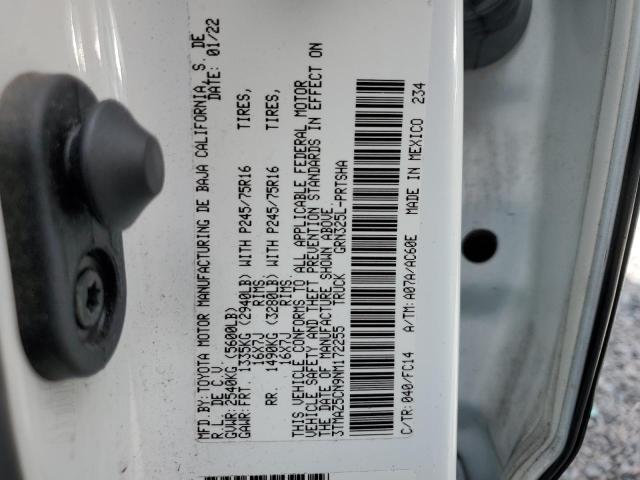 MFD.BY: TOYOTA MOTOR MANUFACTURING DE BAJA CALIFORNIA, S. DE
R.L. DE C.V. DATE: 01/22
GVWR: 2540KG (5600LB)
GAWR: FRT. 1335KG (2940LB) WITH P245/75R16 TIRES,
16X7J RIMS
RR. 1490KG (3280LB) WITH P245/75R16 TIRES,
16X7J RIMS
THIS VEHICLE CONFORMS TO ALL APPLICABLE FEDERAL MOTOR
VEHICLE SAFETY AND THEFT PREVENTION STANDARDS IN EFFECT ON
THE DATE OF MANUFACTURE SHOWN ABOVE.
3TMAZ5CN9NM172255 TRUCK GRN325L-PRTSHA
C/TR: 040/FC14 A/TM: A07A/AC60E MADE IN MEXICO 234